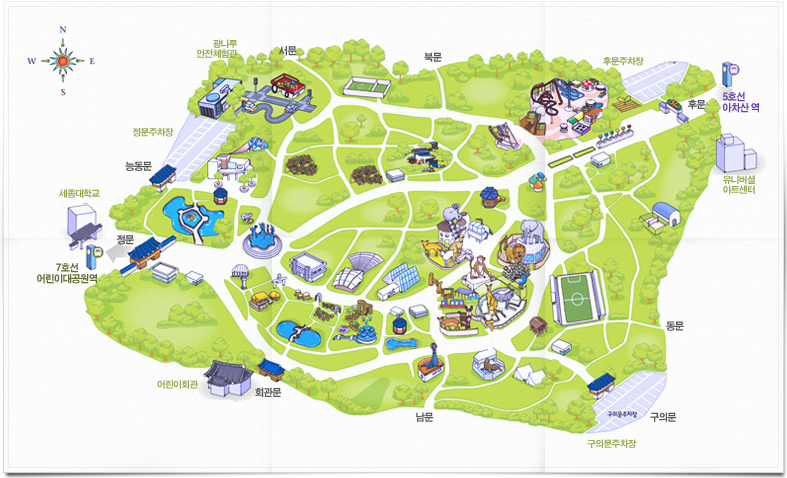 N
W
E
S
광나루
안전체험관
서문
북문
후문주차장
후문
5호선
아차산 역
정문주차장
능동문
유니버설
아트센터
세종대학교
정문
7호선
어린이대공원역
동문
어린이회관
회관문
남문
구의문주차장
구의문
구의문주차장